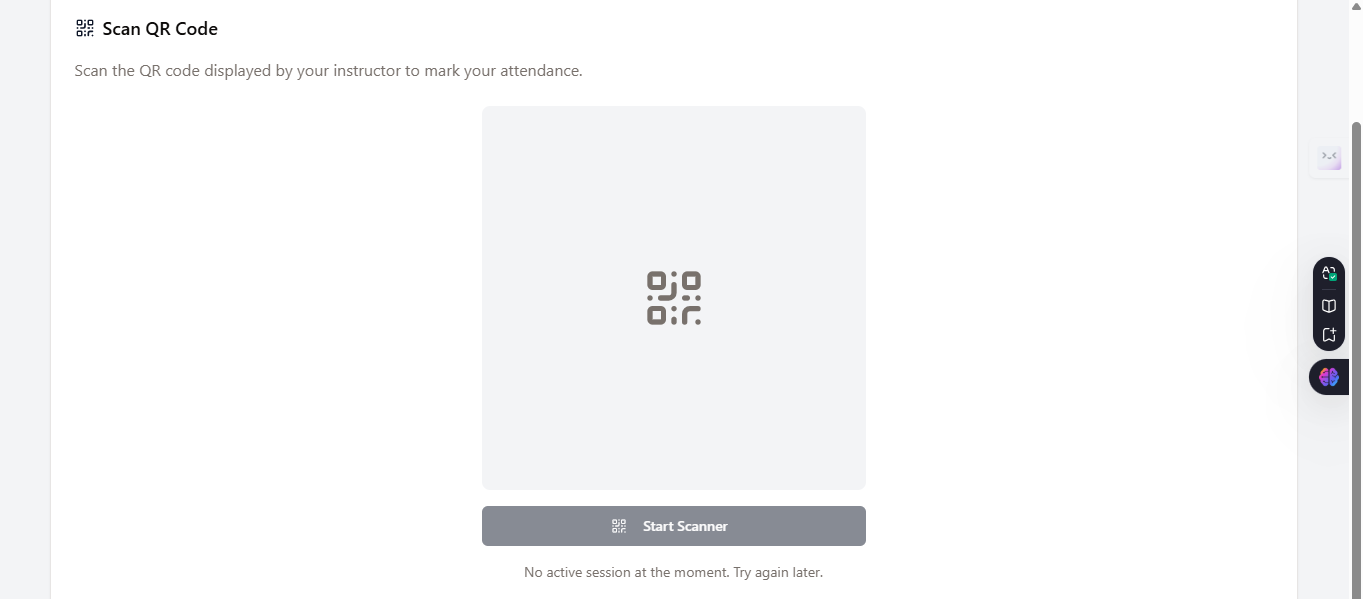 Scan QR Code
Scan the QR code displayed by your instructor to mark your attendance.
Start Scanner
No active session at the moment. Try again later.